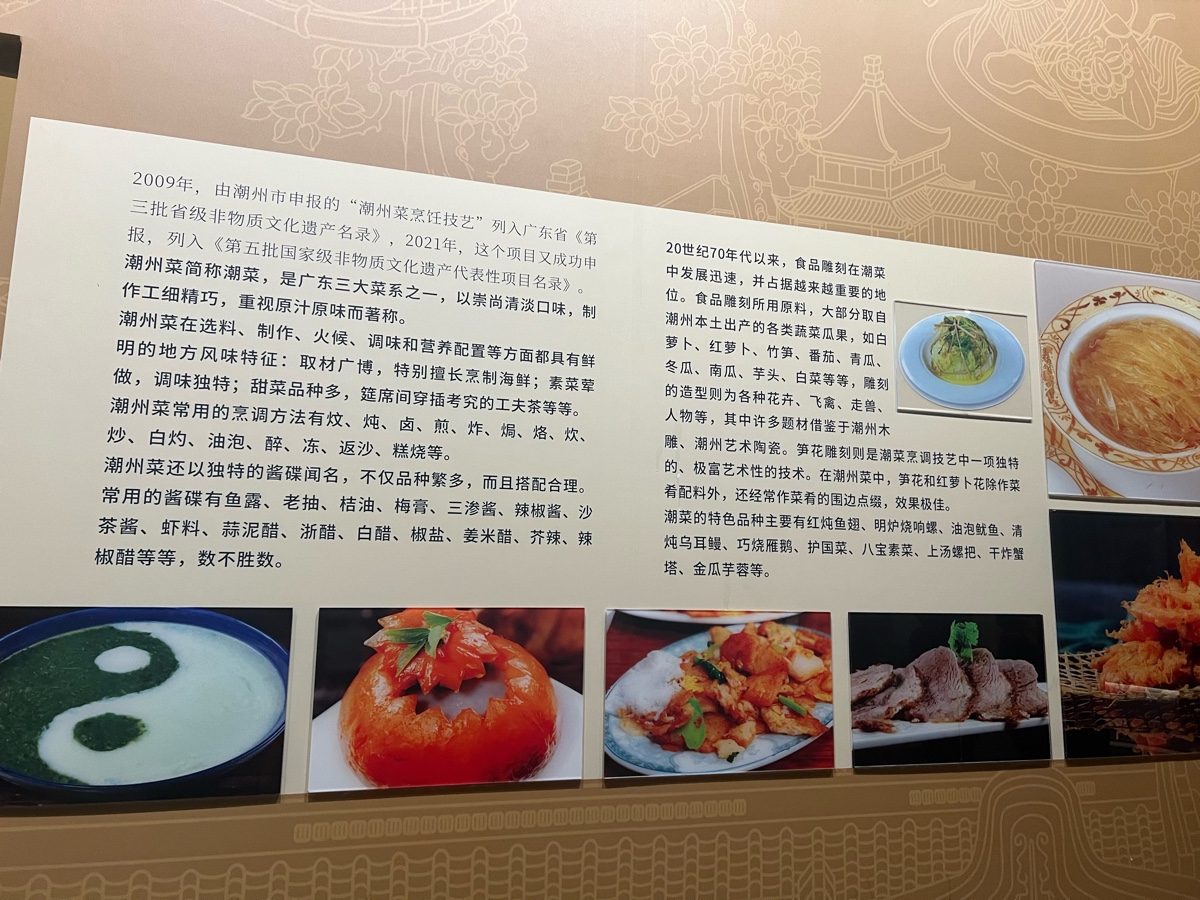 2009年，由潮州市申报的“潮州菜烹饪技艺”列入广东省《第
三批省级非物质文化遗产名录》，2021年，这个项目又成功申
报，列入《第五批国家级非物质文化遗产代表性项目名录》。
潮州菜简称潮菜，是广东三大菜系之一，以崇尚清淡口味，制
作工细精巧，重视原汁原味而著称。
潮州菜在选料、制作、火候、调味和营养配置等方面都具有鲜
明的地方风味特征：取材广博，特别擅长烹制海鲜；素菜荤
做，调味独特；甜菜品种多，筵席间穿插考究的工夫茶等等。
潮州菜常用的烹调方法有炆、炖、卤、煎、炸、焗、烙、炊、
炒、白灼、油泡、醉、冻、返沙、糕烧等。
潮州菜还以独特的酱碟闻名，不仅品种繁多，而且搭配合理。
常用的酱碟有鱼露、老抽、桔油、梅膏、三渗酱、辣椒酱、沙
茶酱、虾料、蒜泥醋、浙醋、白醋、椒盐、姜米醋、芥辣、辣
椒醋等等，数不胜数。
20世纪70年代以来，食品雕刻在潮菜
中发展迅速，并占据越来越重要的地
位。食品雕刻所用原料，大部分取自
潮州本土出产的各类蔬菜瓜果，如白
萝卜、红萝卜、竹笋、番茄、青瓜、
冬瓜、南瓜、芋头、白菜等等，雕刻
的造型则为各种花卉、飞禽、走兽、
人物等，其中许多题材借鉴于潮州木
雕、潮州艺术陶瓷。笋花雕刻则是潮菜烹调技艺中一项独特
的、极富艺术性的技术。在潮州菜中，笋花和红萝卜花除作菜
肴配料外，还经常作菜肴的围边点缀，效果极佳。
潮菜的特色品种主要有红炖鱼翅、明炉烧响螺、油泡鱿鱼、清
炖乌耳鳗、巧烧雁鹅、护国菜、八宝素菜、上汤螺把、干炸蟹
塔、金瓜芋蓉等。